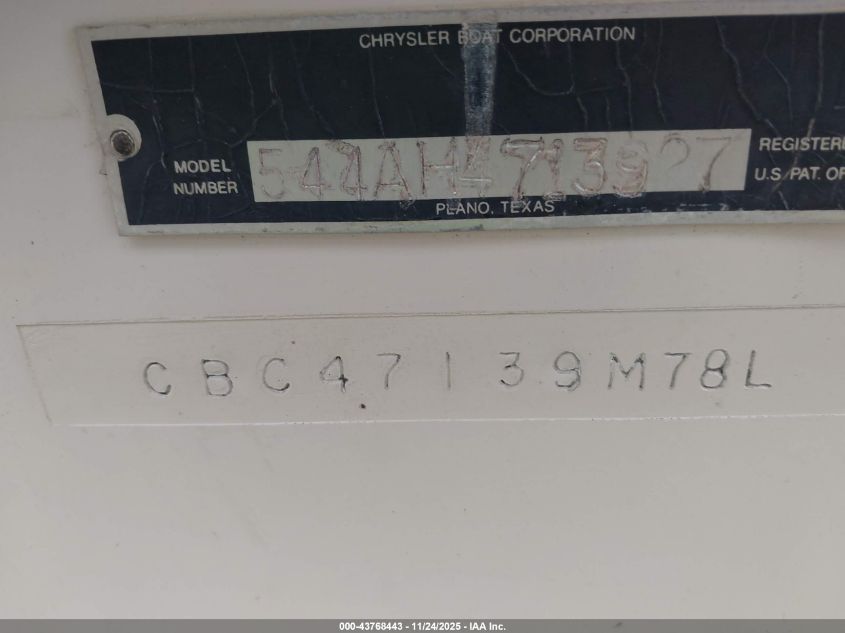 CHRYSLER BOAT CORPORATION
MODEL NUMBER
REGISTERE
U.S. PAT. OF
PLANO, TEXAS
CBC47139M78L
000-43768443 - 11/24/2025 - IAA Inc.